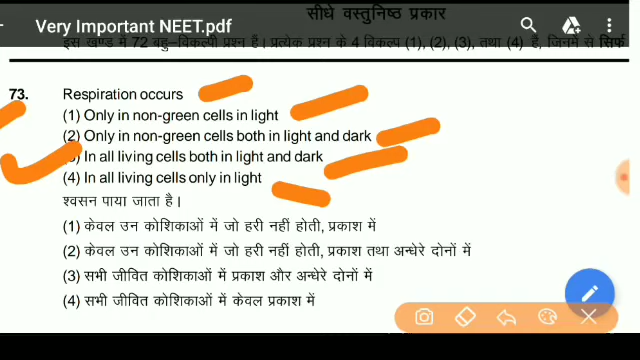 Very Important NEET.pdf
सीधे वस्तुनिष्ठ प्रकार
इस खण्ड में 72 बहु-विकल्पी प्रश्न हैं। प्रत्येक प्रश्न के 4 विकल्प (1), (2), (3), तथा (4) है, जिनमें से सिर्फ
73. Respiration occurs
(1) Only in non-green cells in light
(2) Only in non-green cells both in light and dark
(3) In all living cells both in light and dark
(4) In all living cells only in light
श्वसन पाया जाता है।
(1) केवल उन कोशिकाओं में जो हरी नहीं होती, प्रकाश में
(2) केवल उन कोशिकाओं में जो हरी नहीं होती, प्रकाश तथा अन्धेरे दोनों में
(3) सभी जीवित कोशिकाओं में प्रकाश और अन्धेरे दोनों में
(4) सभी जीवित कोशिकाओं में केवल प्रकाश में